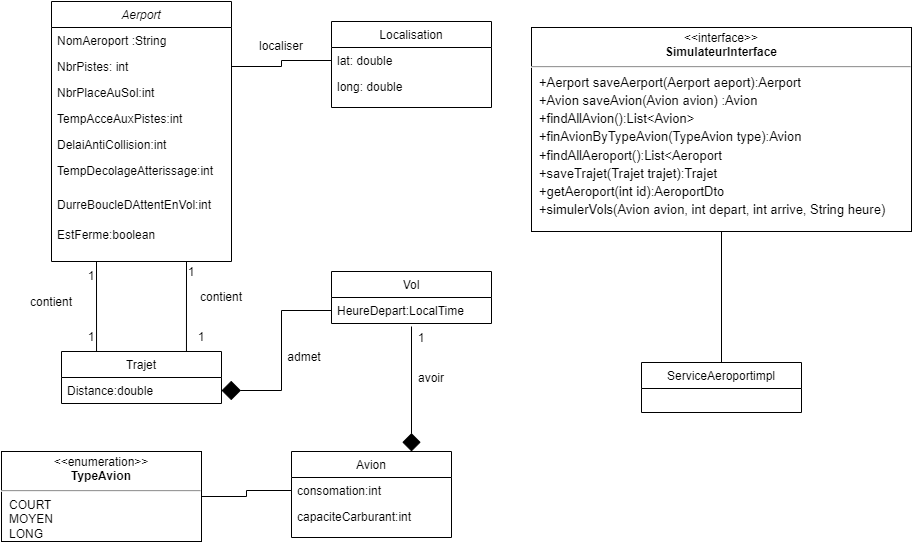 Aerport
NomAeroport :String
NbrPistes: int
NbrPlaceAuSol:int
TempAcceAuxPistes:int
DelaiAntiCollision:int
TempDecolageAtterissage:int
DurreBoucleDAttentEnVol:int
EstFerme:boolean
localiser
Localisation
lat: double
long: double
<<interface>>
SimulateurInterface
+Aerport saveAerport(Aerport aeport):Aerport
+Avion saveAvion(Avion avion) :Avion
+findAllAvion():List<Avion>
+finAvionByTypeAvion(TypeAvion type):Avion
+findAllAeroport():List<Aeroport
+saveTrajet(Trajet trajet):Trajet
+getAeroport(int id):AeroportDto
+simulerVols(Avion avion, int depart, int arrive, String heure)
1
1
contient
contient
1
1
Trajet
Distance:double
admet
Vol
HeureDepart:LocalTime
1
avoir
ServiceAeroportimpl
<<enumeration>>
TypeAvion
COURT
MOYEN
LONG
Avion
consomation:int
capaciteCarburant:int